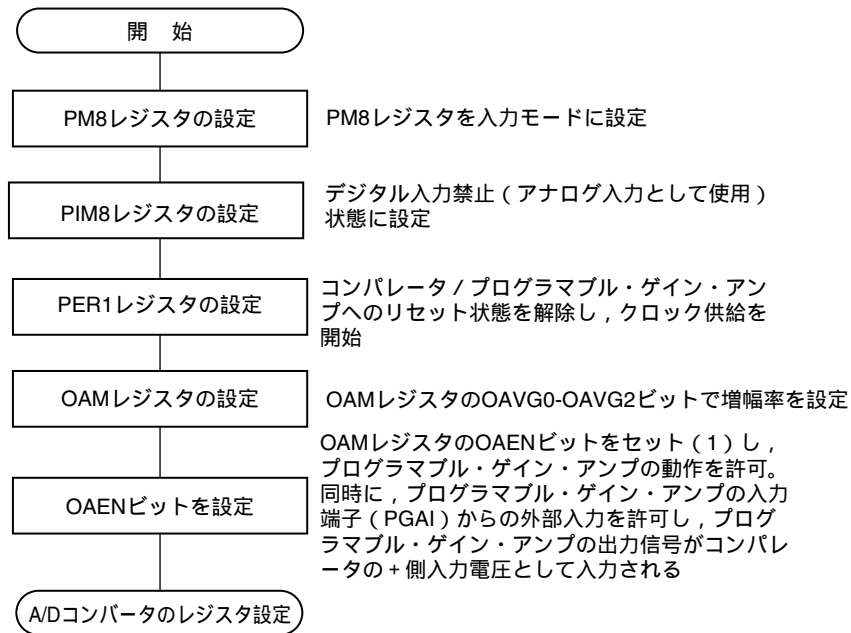 開　始
PM8レジスタの設定
PM8レジスタを入力モードに設定
PIM8レジスタの設定
デジタル入力禁止（アナログ入力として使用）
状態に設定
PER1レジスタの設定
コンパレータ／プログラマブル・ゲイン・アン
プへのリセット状態を解除し，クロック供給を
開始
OAMレジスタの設定
OAMレジスタのOAVG0-OAVG2ビットで増幅率を設定
OAENビットを設定
OAMレジスタのOAENビットをセット（1）し，
プログラマブル・ゲイン・アンプの動作を許可。
同時に，プログラマブル・ゲイン・アンプの入力
端子（PGAI）からの外部入力を許可し，プログ
ラマブル・ゲイン・アンプの出力信号がコンパレ
ータの＋側入力電圧として入力される
A/Dコンバータのレジスタ設定